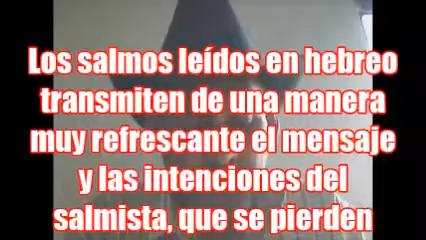 Los salmos leídos en hebreo
transmiten de una manera
muy refrescante el mensaje
y las intenciones del
salmista, que se pierden